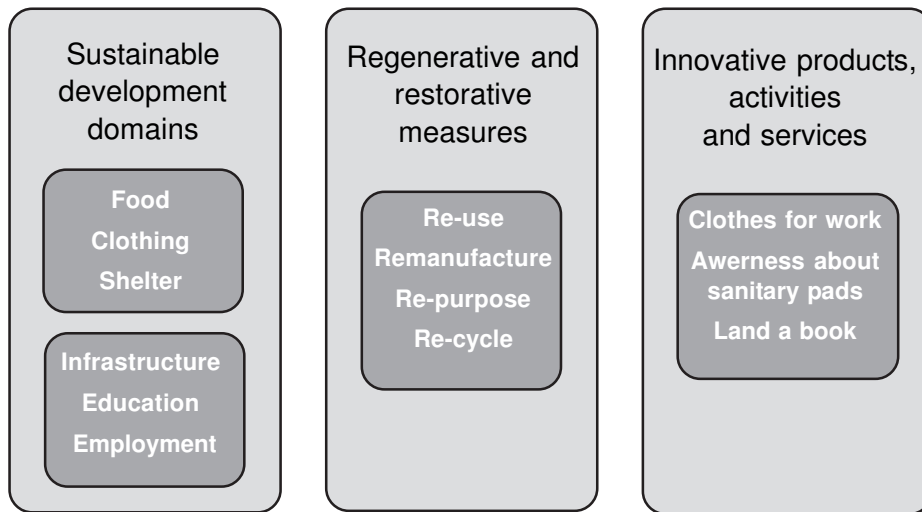 Sustainable
development
domains
Food
Clothing
Shelter
Infrastructure
Education
Employment
Regenerative and
restorative
measures
Re-use
Remanufacture
Re-purpose
Re-cycle
Innovative products,
activities
and services
Clothes for work
Awerness about
sanitary pads
Land a book